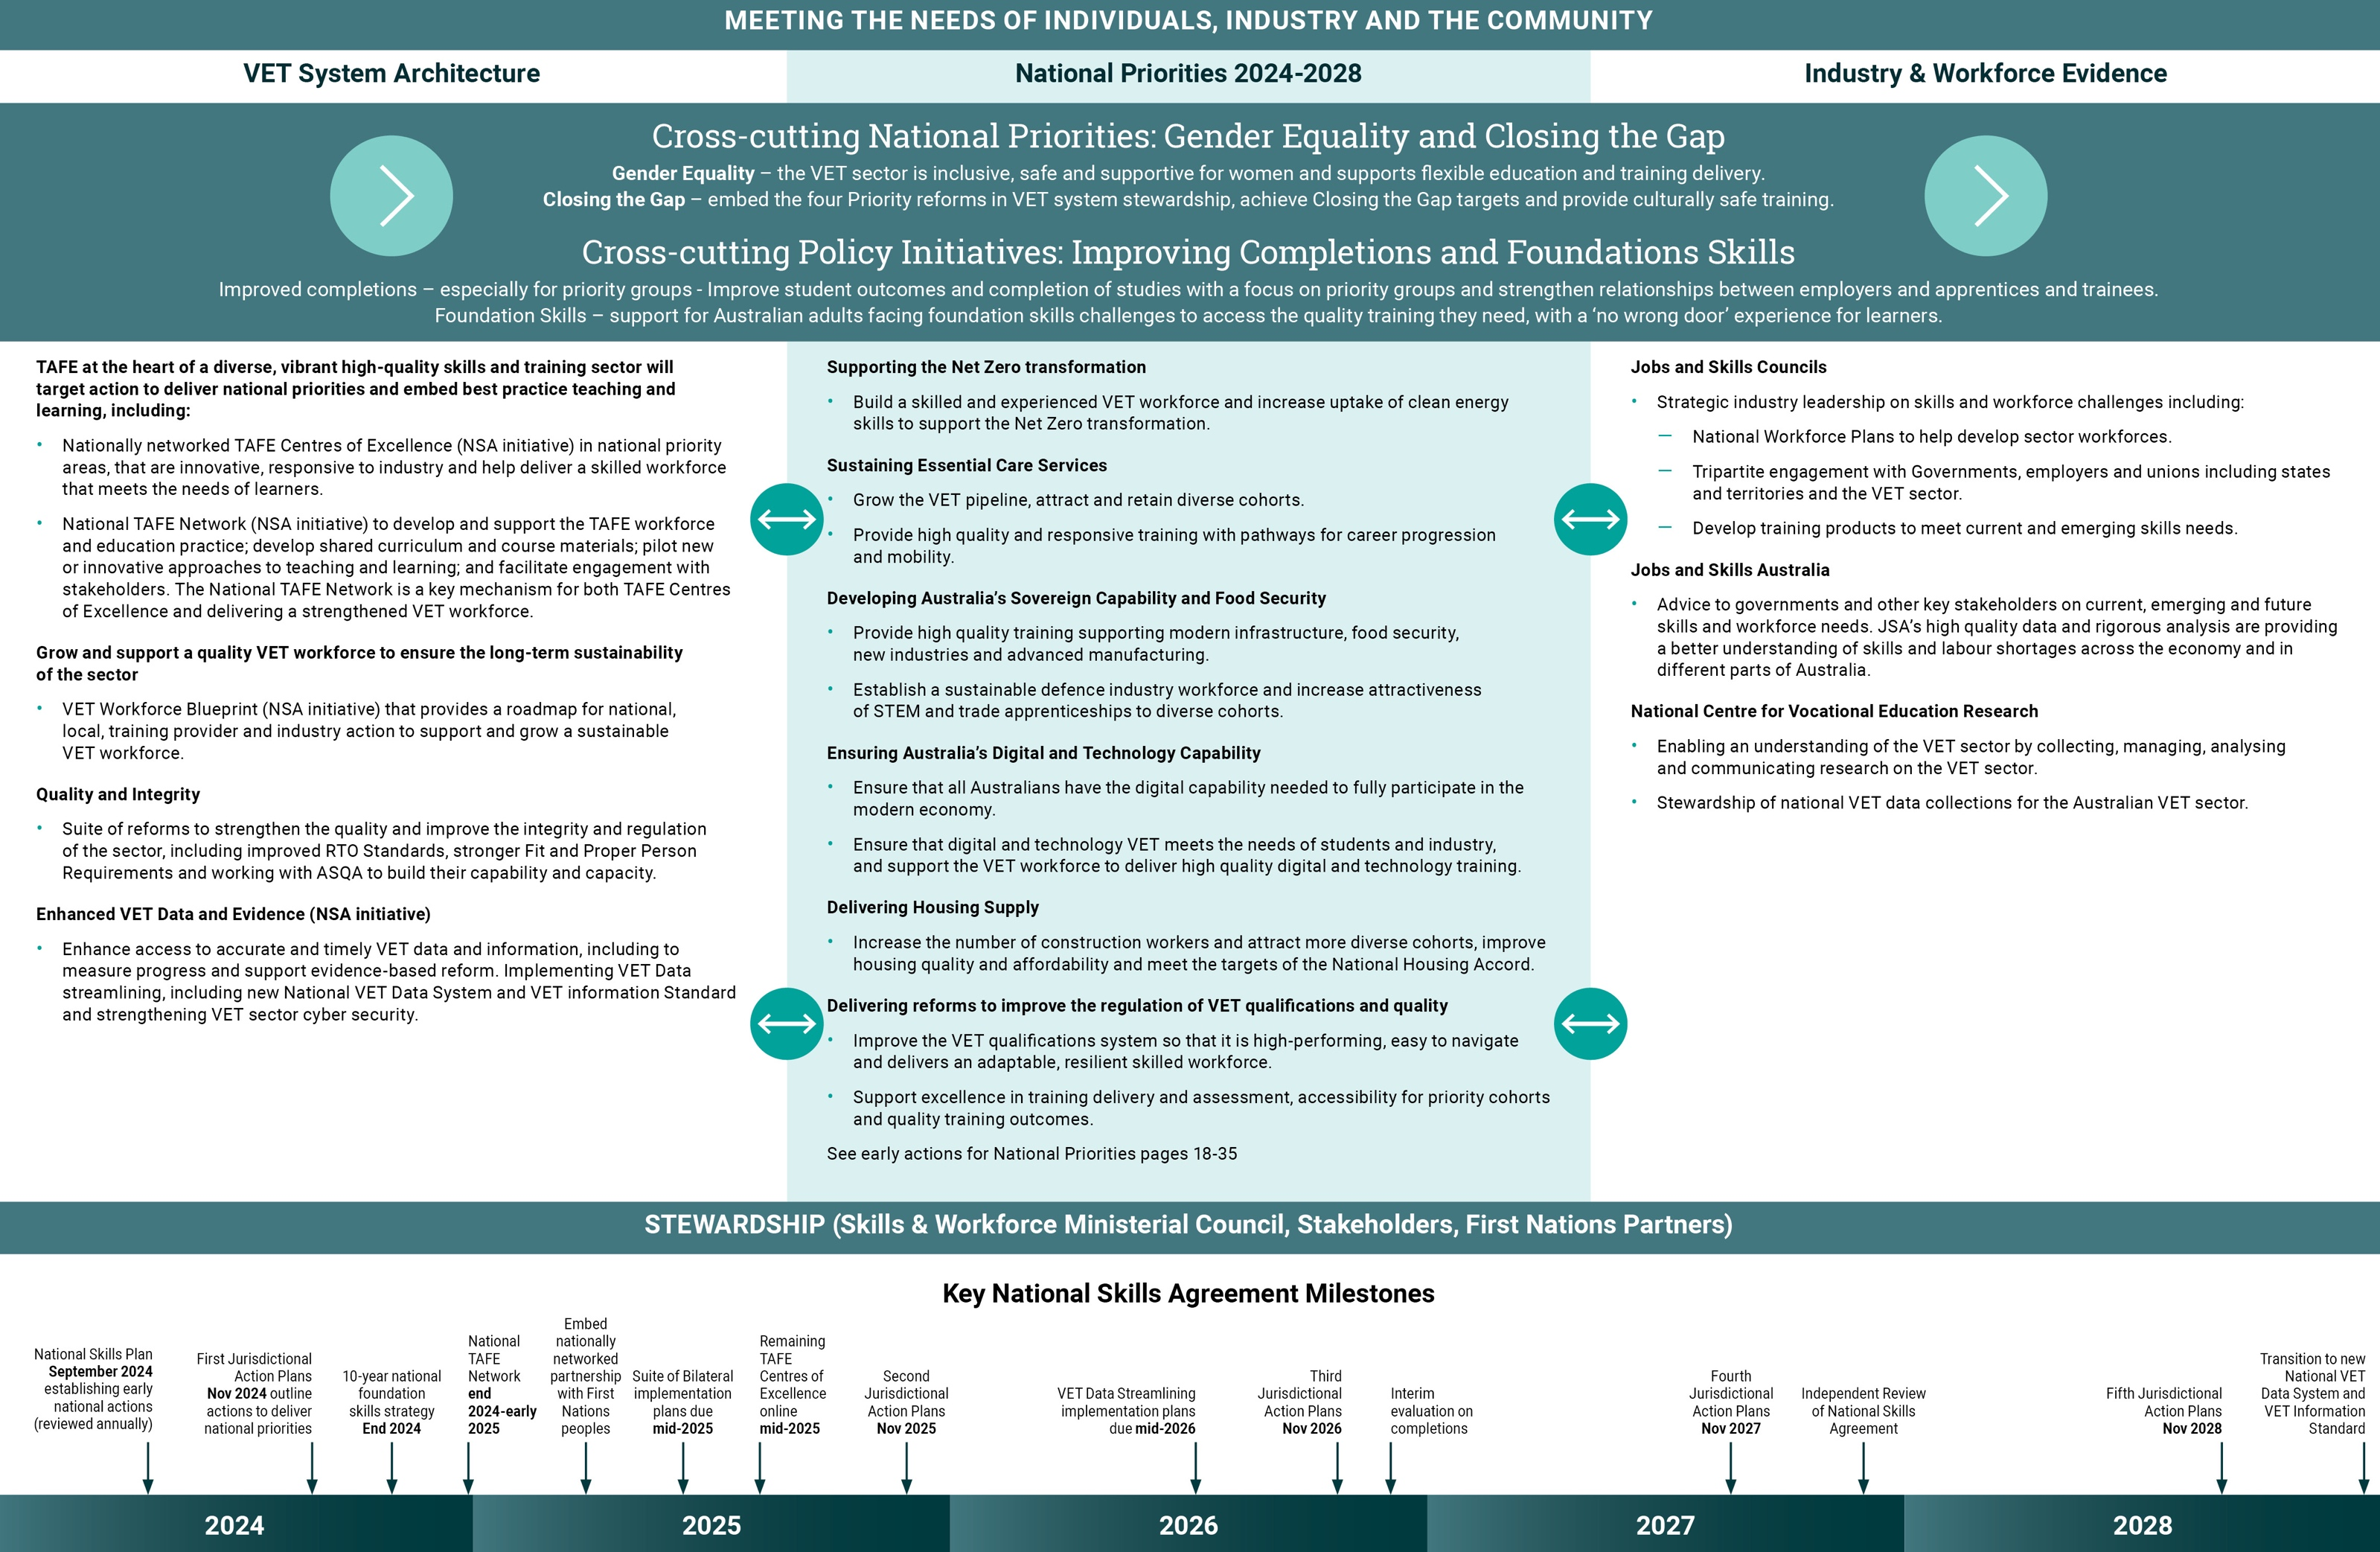 MEETING THE NEEDS OF INDIVIDUALS, INDUSTRY AND THE COMMUNITY
VET System Architecture
National Priorities 2024-2028
Industry & Workforce Evidence
Cross-cutting National Priorities: Gender Equality and Closing the Gap
Gender Equality – the VET sector is inclusive, safe and supportive for women and supports flexible education and training delivery.
Closing the Gap – embed the four Priority reforms in VET system stewardship, achieve Closing the Gap targets and provide culturally safe training.
Cross-cutting Policy Initiatives: Improving Completions and Foundations Skills
Improved completions – especially for priority groups - Improve student outcomes and completion of studies with a focus on priority groups and strengthen relationships between employers and apprentices and trainees.
Foundation Skills – support for Australian adults facing foundation skills challenges to access the quality training they need, with a ‘no wrong door’ experience for learners.
TAFE at the heart of a diverse, vibrant high-quality skills and training sector will
target action to deliver national priorities and embed best practice teaching and
learning, including:
• Nationally networked TAFE Centres of Excellence (NSA initiative) in national priority
areas, that are innovative, responsive to industry and help deliver a skilled workforce
that meets the needs of learners.
• National TAFE Network (NSA initiative) to develop and support the TAFE workforce
and education practice; develop shared curriculum and course materials; pilot new
or innovative approaches to teaching and learning; and facilitate engagement with
stakeholders. The National TAFE Network is a key mechanism for both TAFE Centres
of Excellence and delivering a strengthened VET workforce.
Grow and support a quality VET workforce to ensure the long-term sustainability
of the sector
• VET Workforce Blueprint (NSA initiative) that provides a roadmap for national,
local, training provider and industry action to support and grow a sustainable
VET workforce.
Quality and Integrity
• Suite of reforms to strengthen the quality and improve the integrity and regulation
of the sector, including improved RTO Standards, stronger Fit and Proper Person
Requirements and working with ASQA to build their capability and capacity.
Enhanced VET Data and Evidence (NSA initiative)
• Enhance access to accurate and timely VET data and information, including to
measure progress and support evidence-based reform. Implementing VET Data
streamlining, including new National VET Data System and VET information Standard
and strengthening VET sector cyber security.
Supporting the Net Zero transformation
• Build a skilled and experienced VET workforce and increase uptake of clean energy
skills to support the Net Zero transformation.
Sustaining Essential Care Services
• Grow the VET pipeline, attract and retain diverse cohorts.
• Provide high quality and responsive training with pathways for career progression
and mobility.
Developing Australia’s Sovereign Capability and Food Security
• Provide high quality training supporting modern infrastructure, food security,
new industries and advanced manufacturing.
• Establish a sustainable defence industry workforce and increase attractiveness
of STEM and trade apprenticeships to diverse cohorts.
Ensuring Australia’s Digital and Technology Capability
• Ensure that all Australians have the digital capability needed to fully participate in the
modern economy.
• Ensure that digital and technology VET meets the needs of students and industry,
and support the VET workforce to deliver high quality digital and technology training.
Delivering Housing Supply
• Increase the number of construction workers and attract more diverse cohorts, improve
housing quality and affordability and meet the targets of the National Housing Accord.
Delivering reforms to improve the regulation of VET qualifications and quality
• Improve the VET qualifications system so that it is high-performing, easy to navigate
and delivers an adaptable, resilient skilled workforce.
• Support excellence in training delivery and assessment, accessibility for priority cohorts
and quality training outcomes.
See early actions for National Priorities pages 18-35
Jobs and Skills Councils
• Strategic industry leadership on skills and workforce challenges including:
— National Workforce Plans to help develop sector workforces.
— Tripartite engagement with Governments, employers and unions including states
and territories and the VET sector.
— Develop training products to meet current and emerging skills needs.
Jobs and Skills Australia
• Advice to governments and other key stakeholders on current, emerging and future
skills and workforce needs. JSA’s high quality data and rigorous analysis are providing
a better understanding of skills and labour shortages across the economy and in
different parts of Australia.
National Centre for Vocational Education Research
• Enabling an understanding of the VET sector by collecting, managing, analysing
and communicating research on the VET sector.
• Stewardship of national VET data collections for the Australian VET sector.
STEWARDSHIP (Skills & Workforce Ministerial Council, Stakeholders, First Nations Partners)
Key National Skills Agreement Milestones
National Skills Plan
September 2024
establishing early
national actions
(reviewed annually)
First Jurisdictional
Action Plans
Nov 2024 outline
actions to deliver
national priorities
10-year national
foundation
skills strategy
End 2024
National
TAFE
Network
end
2024-early
2025
Embed
nationally
networked
partnership
with First
Nations
peoples
Suite of Bilateral
implementation
plans due
mid-2025
Remaining
TAFE
Centres of
Excellence
online
mid-2025
Second
Jurisdictional
Action Plans
Nov 2025
VET Data Streamlining
implementation plans
due mid-2026
Third
Jurisdictional
Action Plans
Nov 2026
Interim
evaluation on
completions
Fourth
Jurisdictional
Action Plans
Nov 2027
Independent Review
of National Skills
Agreement
Fifth Jurisdictional
Action Plans
Nov 2028
Transition to new
National VET
Data System and
VET Information
Standard
2024
2025
2026
2027
2028